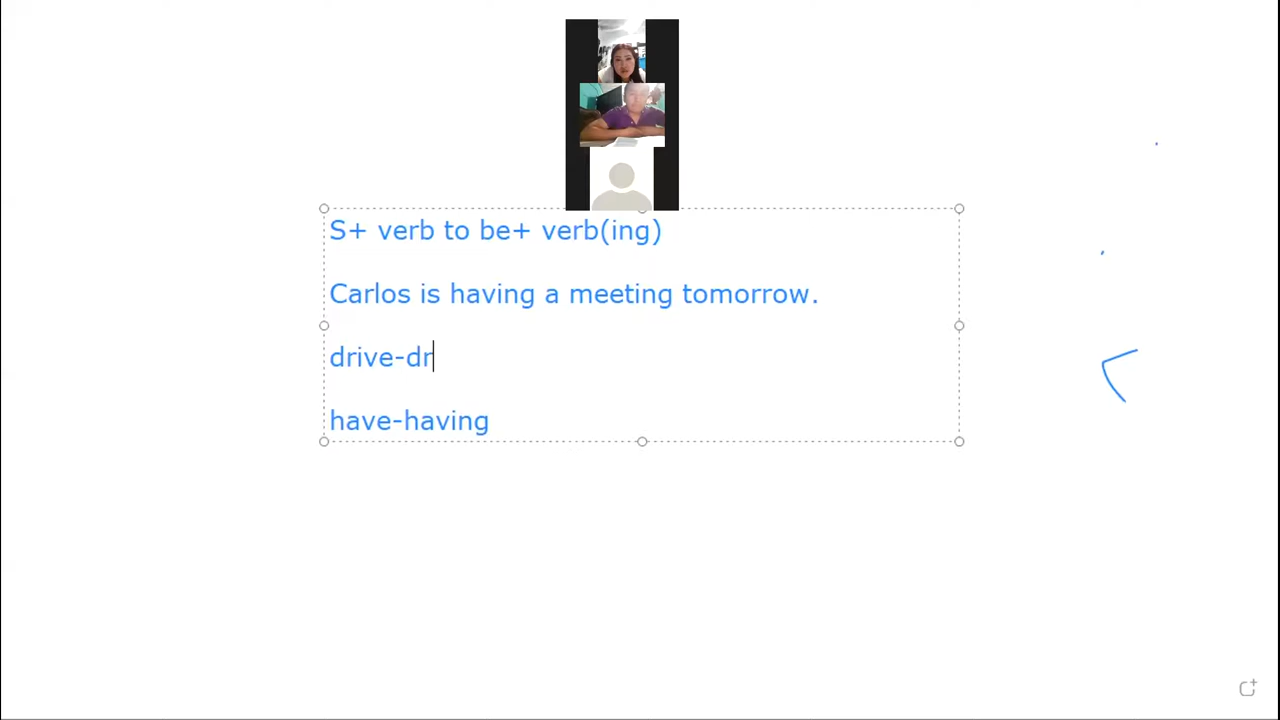 S+ verb to be+ verb(ing)
Carlos is having a meeting tomorrow.
drive-dr
have-having